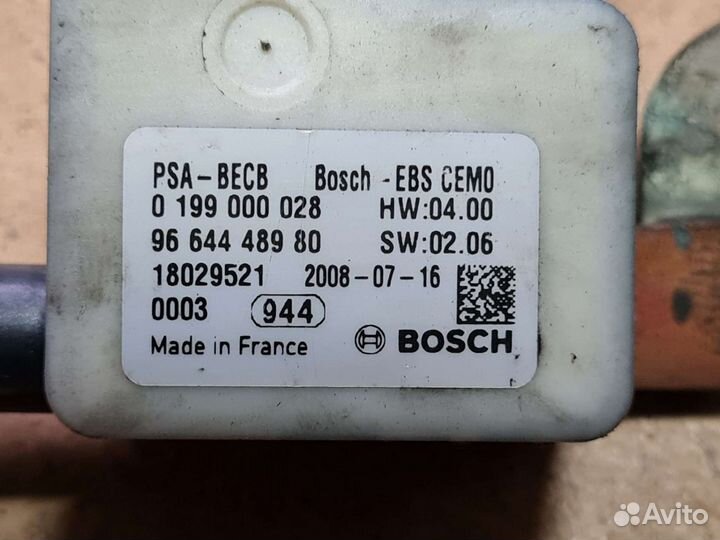 PSA-BECB Bosch -EBS CEMO
0 199 000 028 HW:04.00
96 644 489 80 SW:02.06
18029521 2008-07-16
0003 944
Made in France BOSCH
Avito